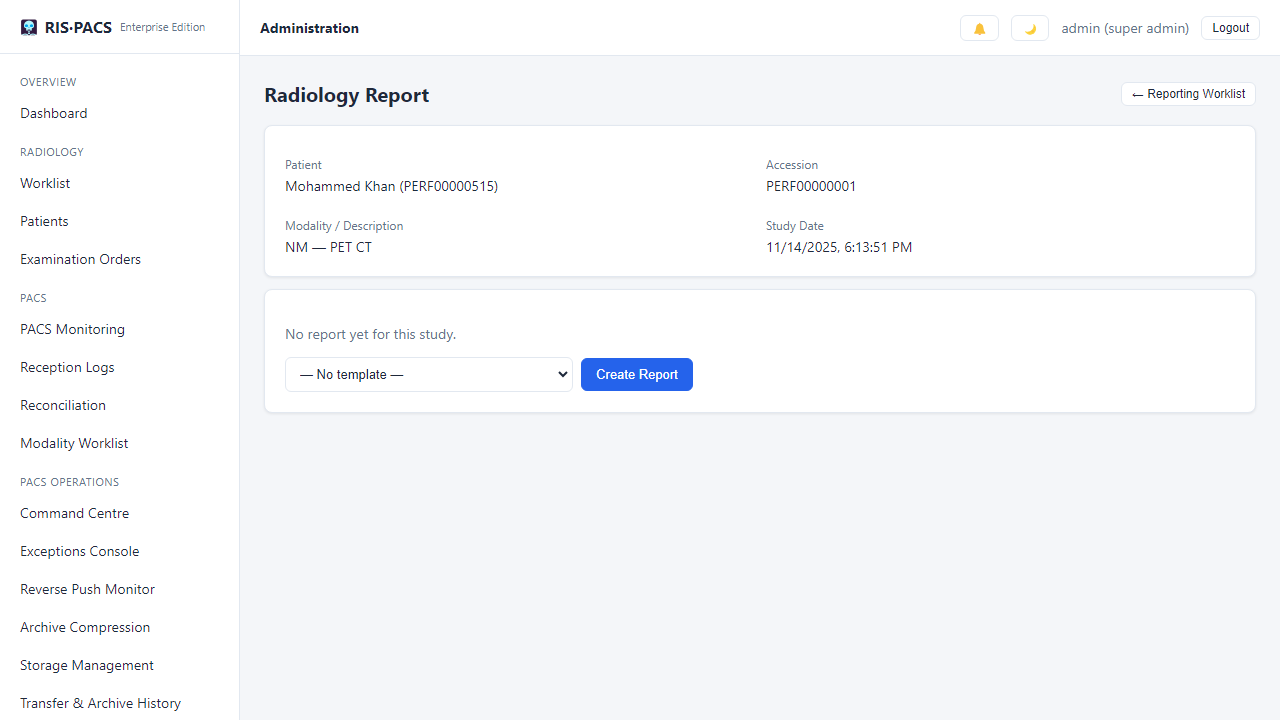 RIS·PACS Enterprise Edition
Administration
admin (super admin)
Logout
OVERVIEW
Dashboard
RADIOLOGY
Worklist
Patients
Examination Orders
PACS
PACS Monitoring
Reception Logs
Reconciliation
Modality Worklist
PACS OPERATIONS
Command Centre
Exceptions Console
Reverse Push Monitor
Archive Compression
Storage Management
Transfer & Archive History
Radiology Report
← Reporting Worklist
Patient
Mohammed Khan (PERF00000515)
Accession
PERF00000001
Modality / Description
NM — PET CT
Study Date
11/14/2025, 6:13:51 PM
No report yet for this study.
— No template —
Create Report